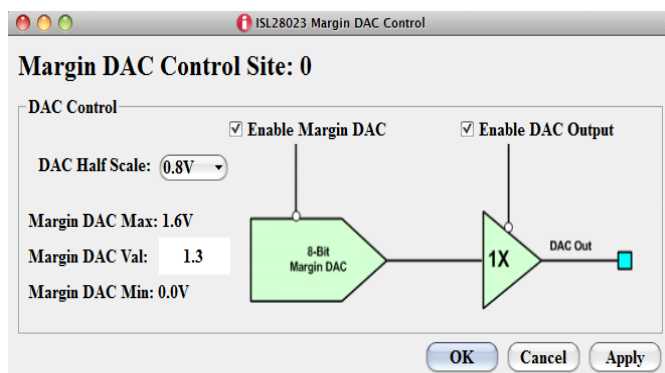 ISL28023 Margin DAC Control
Margin DAC Control Site: 0
DAC Control
Enable Margin DAC
Enable DAC Output
DAC Half Scale: 0.8V
Margin DAC Max: 1.6V
Margin DAC Val: 1.3
Margin DAC Min: 0.0V
8-Bit
Margin DAC
1X
DAC Out
OK Cancel Apply